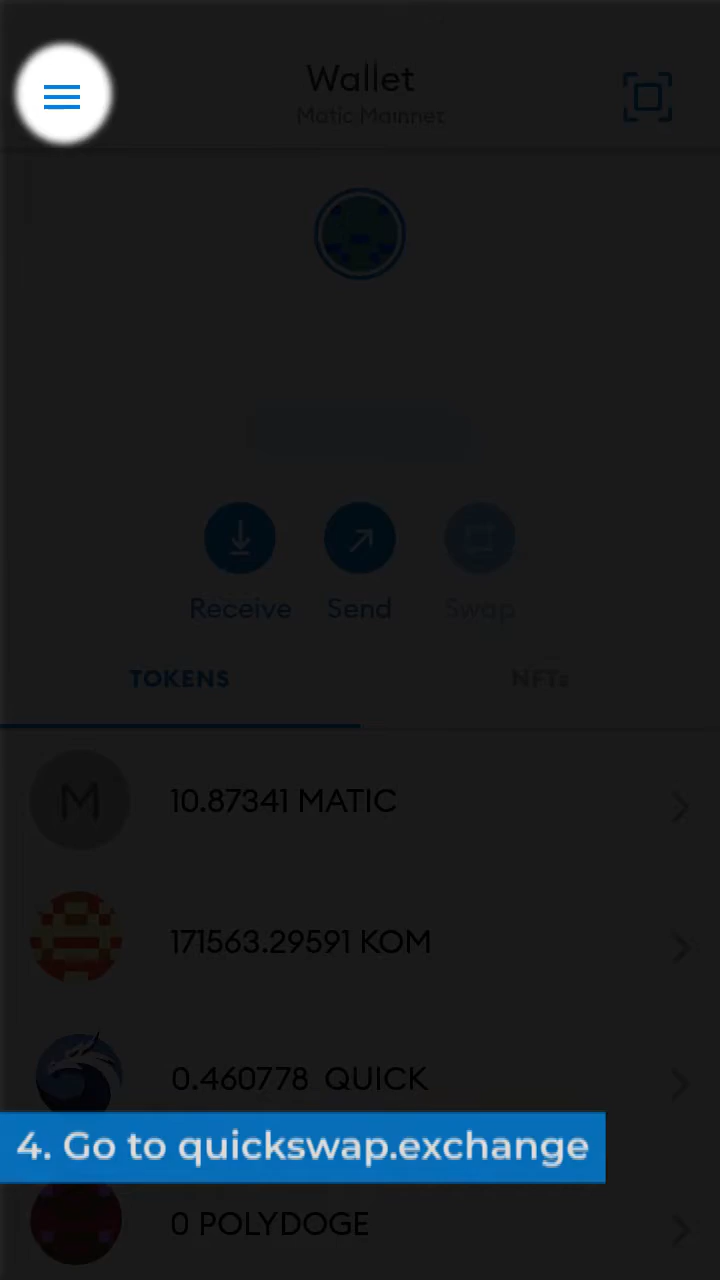 Wallet
Matic Mainnet
Receive Send Swap
TOKENS NFTs
M 10.87341 MATIC
171563.29591 KOM
0.460778 QUICK
4. Go to quickswap.exchange
0 POLYDOGE